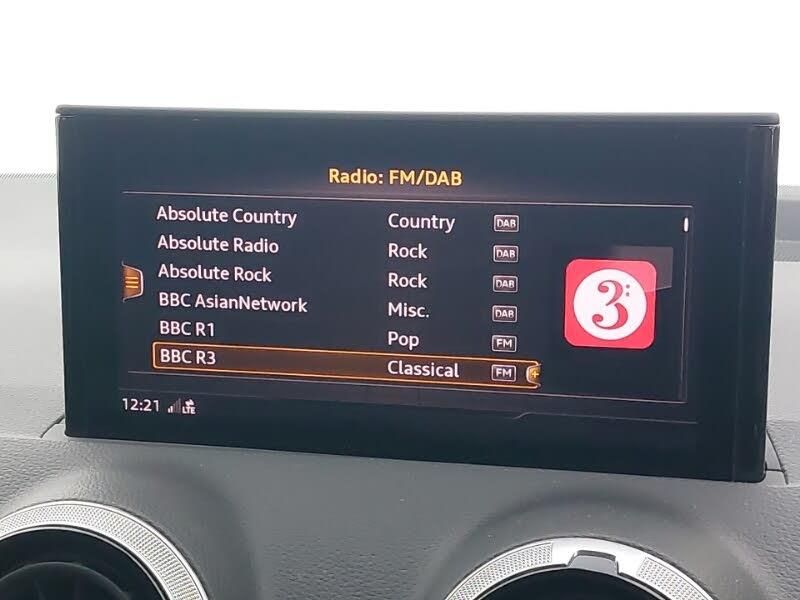 Radio: FM/DAB
Absolute Country Country DAB
Absolute Radio Rock DAB
Absolute Rock Rock DAB
BBC AsianNetwork Misc. DAB
BBC R1 Pop FM
BBC R3 Classical FM
3:
12:21 LTE